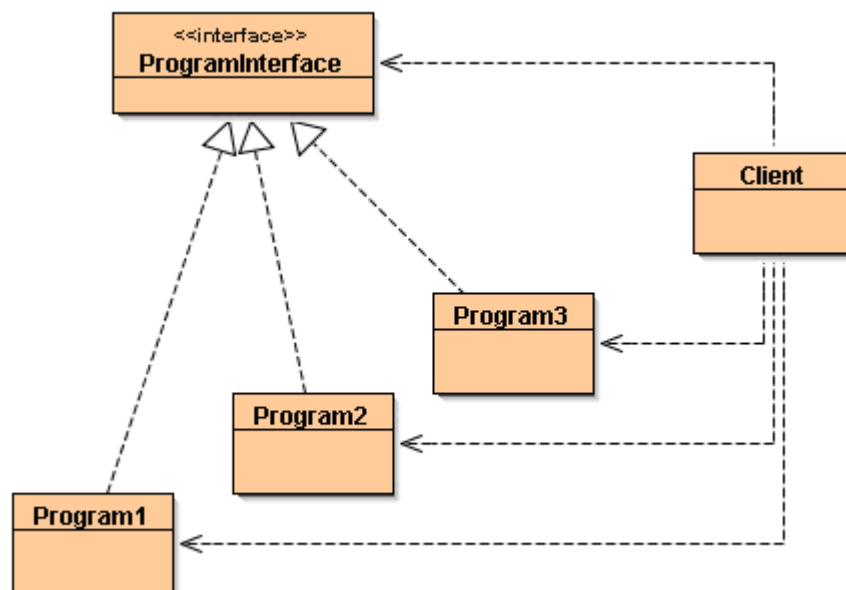 <<interface>>
ProgramInterface
Client
Program3
Program2
Program1